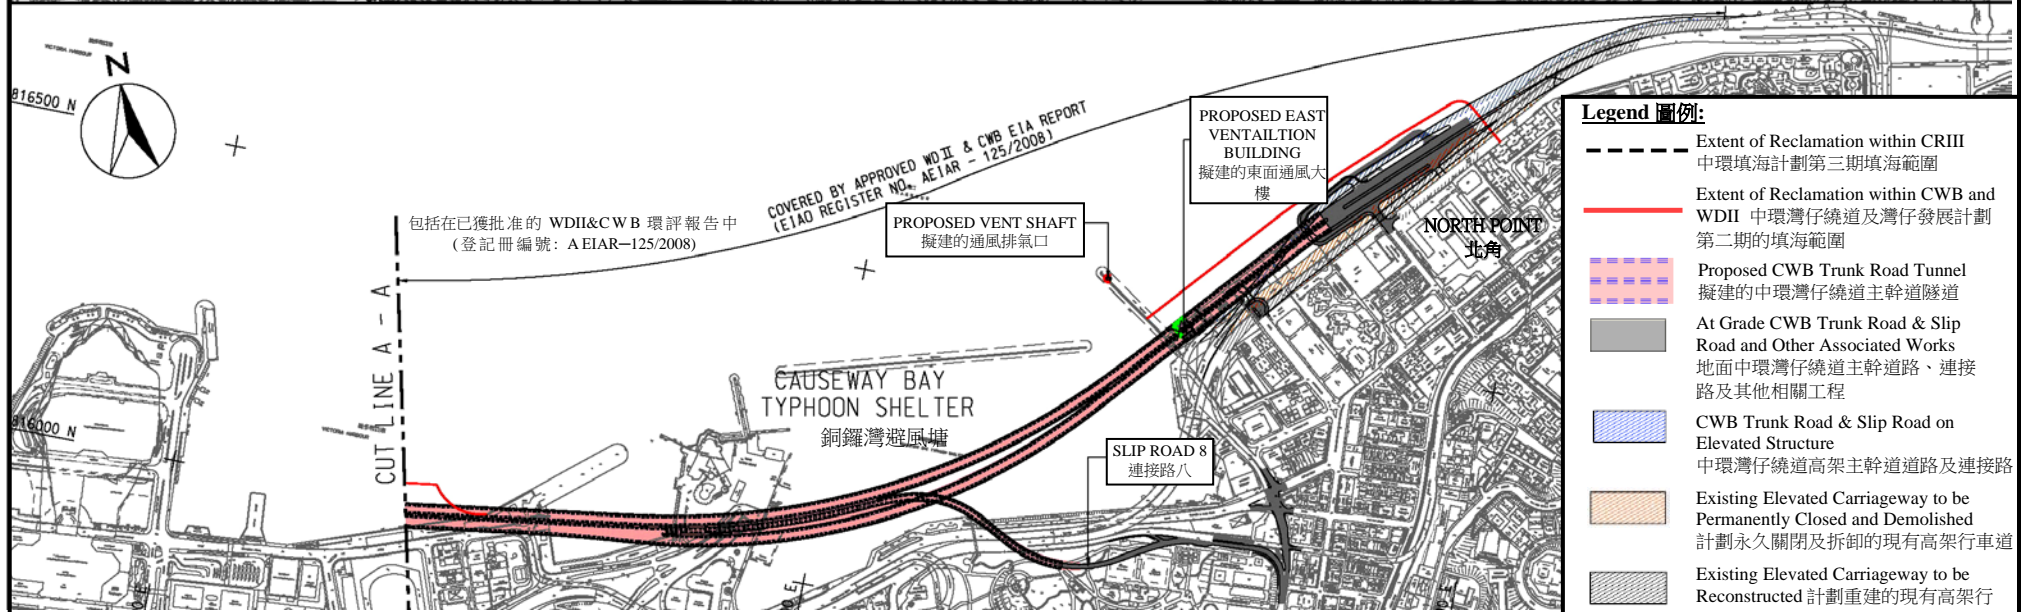 VICTORIA HARBOUR
N
816500 N
包括在已獲批准的 WDII&CWB 環評報告中
(登記冊編號: AEIAR—125/2008)
COVERED BY APPROVED WDII & CWB EIA REPORT
(EIAO REGISTER NO. AEIAR - 125/2008)
PROPOSED VENT SHAFT
擬建的通風排氣口
PROPOSED EAST
VENTAILTION
BUILDING
擬建的東面通風大
樓
NORTH POINT
北角
CUT LINE A - A
CAUSEWAY BAY
TYPHOON SHELTER
銅鑼灣避風塘
816000 N
VICTORIA HARBOUR
SLIP ROAD 8
連接路八
Legend 圖例:
Extent of Reclamation within CRIII
中環填海計劃第三期填海範圍
Extent of Reclamation within CWB and
WDII 中環灣仔繞道及灣仔發展計劃
第二期的填海範圍
Proposed CWB Trunk Road Tunnel
擬建的中環灣仔繞道主幹道隧道
At Grade CWB Trunk Road & Slip
Road and Other Associated Works
地面中環灣仔繞道主幹道路、連接
路及其他相關工程
CWB Trunk Road & Slip Road on
Elevated Structure
中環灣仔繞道高架主幹道道路及連接路
Existing Elevated Carriageway to be
Permanently Closed and Demolished
計劃永久關閉及拆卸的現有高架行車道
Existing Elevated Carriageway to be
Reconstructed 計劃重建的現有高架行